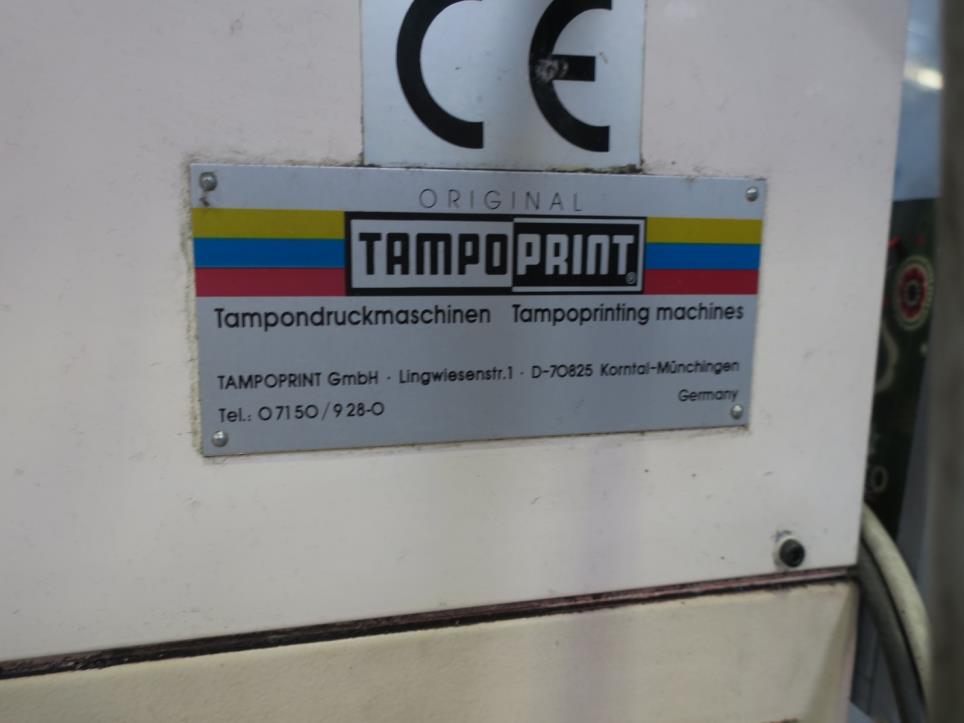 CE
ORIGINAL
TAMPOPRINT®
Tampondruckmaschinen Tampoprinting machines
TAMPOPRINT GmbH · Lingwiesenstr.1 · D-70825 Korntal-Münchingen
Germany
Tel.: 07150/928-0